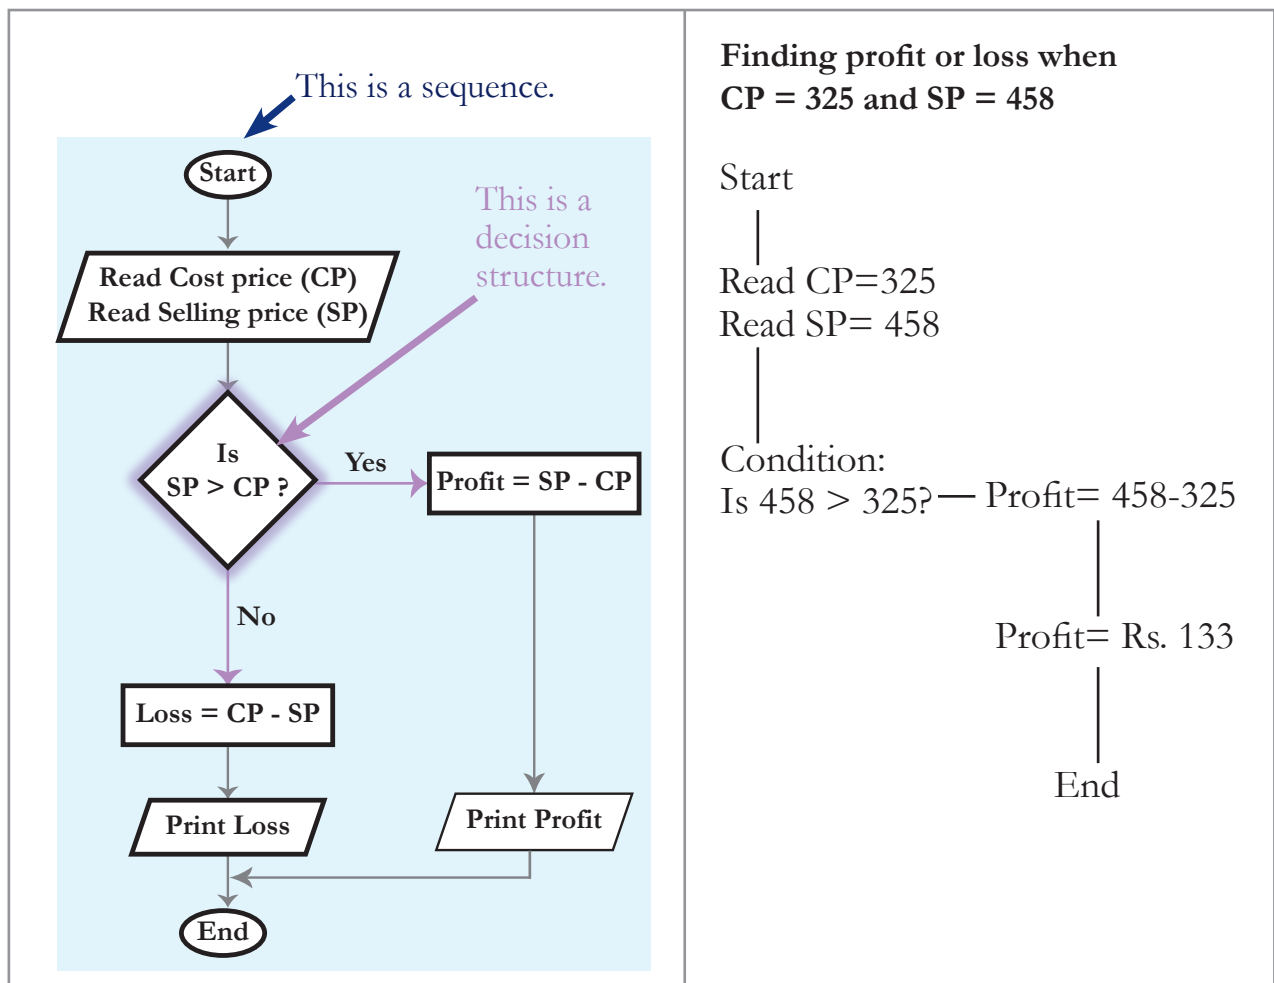 This is a sequence.
Start
This is a
decision
structure.
Read Cost price (CP)
Read Selling price (SP)
Is
SP > CP ?
Yes
Profit = SP - CP
No
Loss = CP - SP
Print Loss
Print Profit
End
Finding profit or loss when
CP = 325 and SP = 458
Start
Read CP=325
Read SP= 458
Condition:
Is 458 > 325?
Profit= 458-325
Profit= Rs. 133
End